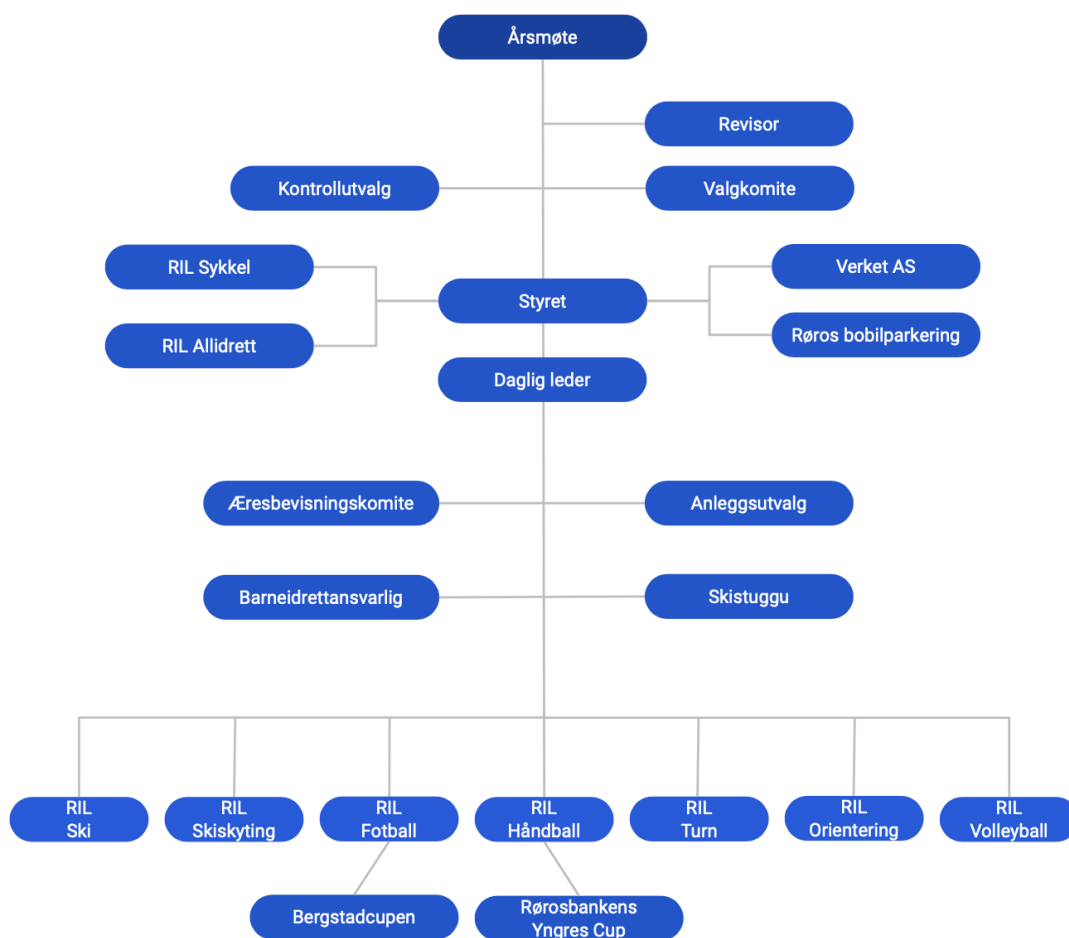 Årsmøte
Revisor
Kontrollutvalg
Valgkomite
RIL Sykkel
Verket AS
Styret
RIL Allidrett
Røros bobilparkering
Daglig leder
Æresbevisningskomite
Anleggsutvalg
Barneidrettansvarlig
Skistuggu
RIL
Ski
RIL
Skiskyting
RIL
Fotball
RIL
Håndball
RIL
Turn
RIL
Orientering
RIL
Volleyball
Bergstadcupen
Rørosbankens
Yngres Cup